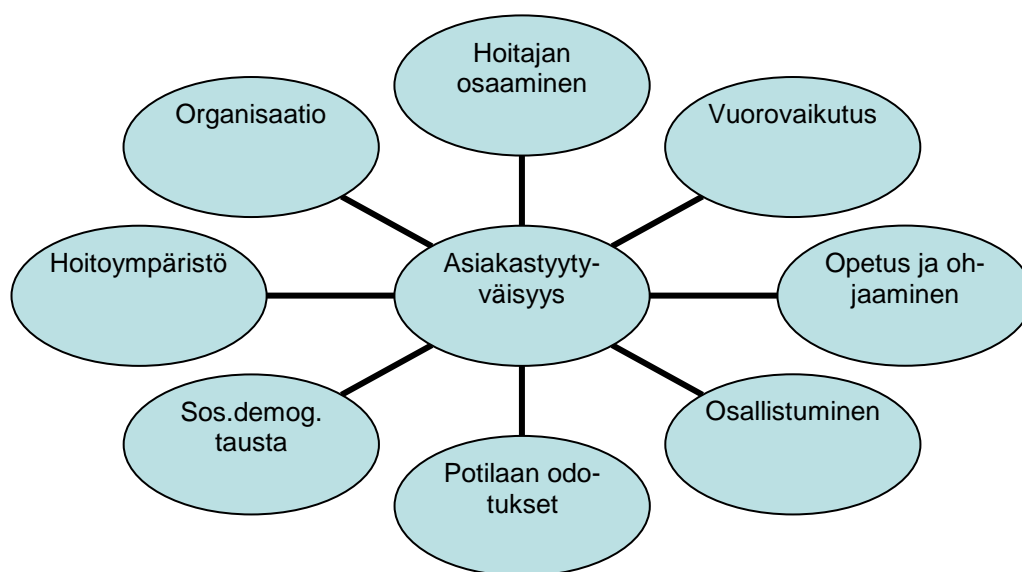 Hoitajan
osaaminen
Organisaatio
Vuorovaikutus
Hoitoympäristö
Asiakastyyty-
väisyys
Opetus ja oh-
jaaminen
Sos.demog.
tausta
Osallistuminen
Potilaan odo-
tukset